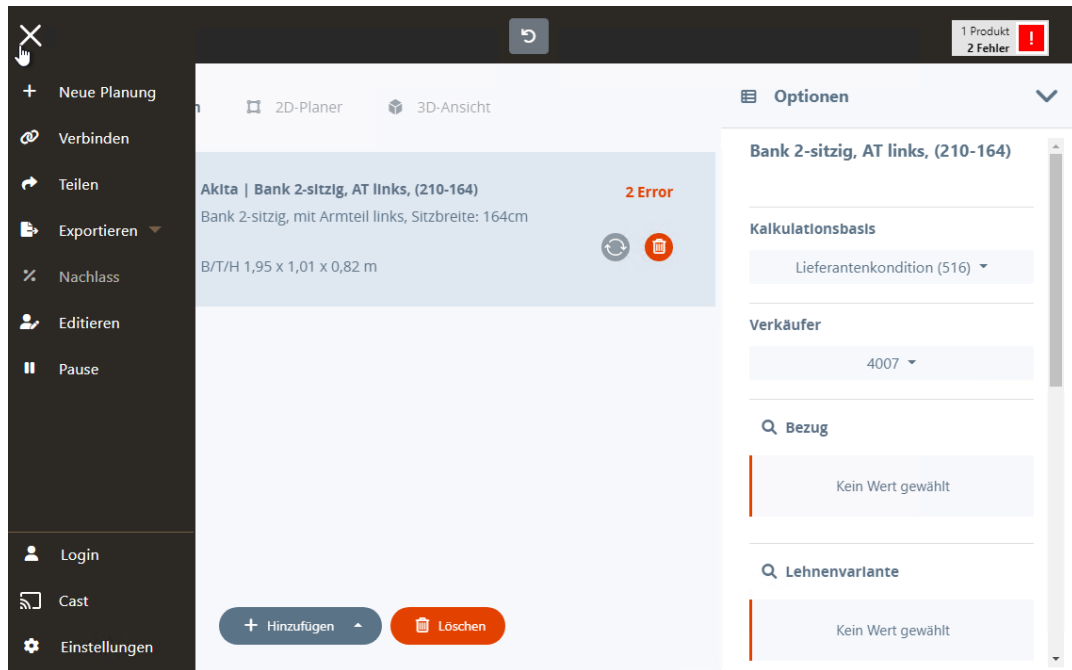 1 Produkt
2 Fehler
!
Neue Planung
Verbinden
Teilen
Exportieren
Nachlass
Editieren
Pause
Login
Cast
Einstellungen
n
2D-Planer
3D-Ansicht
Akita | Bank 2-sitzig, AT links, (210-164)
2 Error
Bank 2-sitzig, mit Armteil links, Sitzbreite: 164cm
B/T/H 1,95 x 1,01 x 0,82 m
Hinzufügen
Löschen
Optionen
Bank 2-sitzig, AT links, (210-164)
Kalkulationsbasis
Lieferantenkondition (516)
Verkäufer
4007
Bezug
Kein Wert gewählt
Lehnenvariante
Kein Wert gewählt